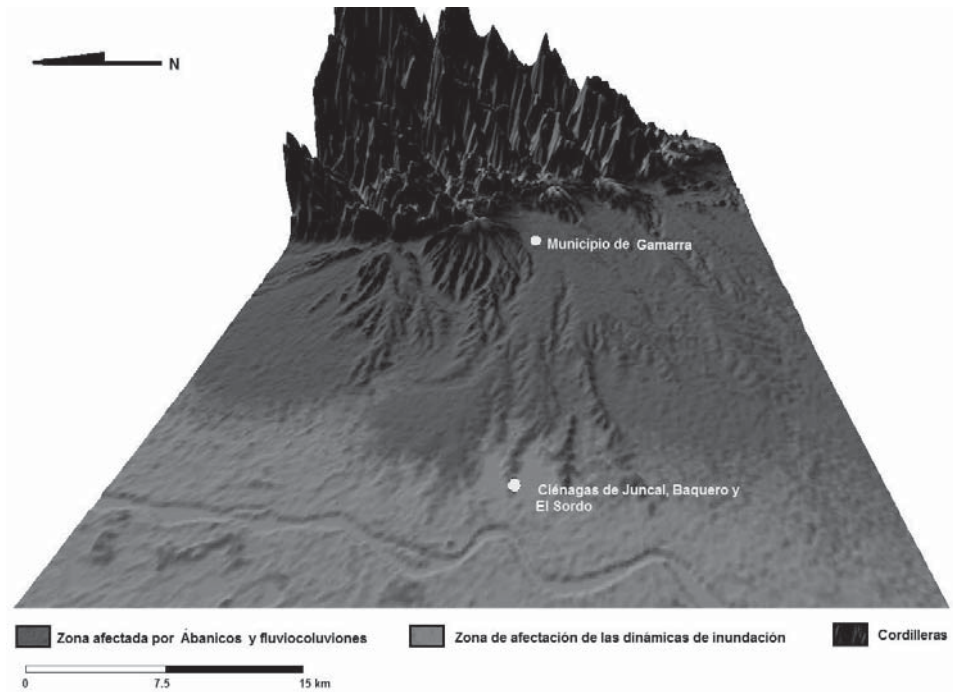 N
Municipio de Gamarra
Ciénagas de Juncal, Baquero y
El Sordo
Zona afectada por Ábanicos y fluviocoluviones
Zona de afectación de las dinámicas de inundación
Cordilleras
0 7.5 15 km